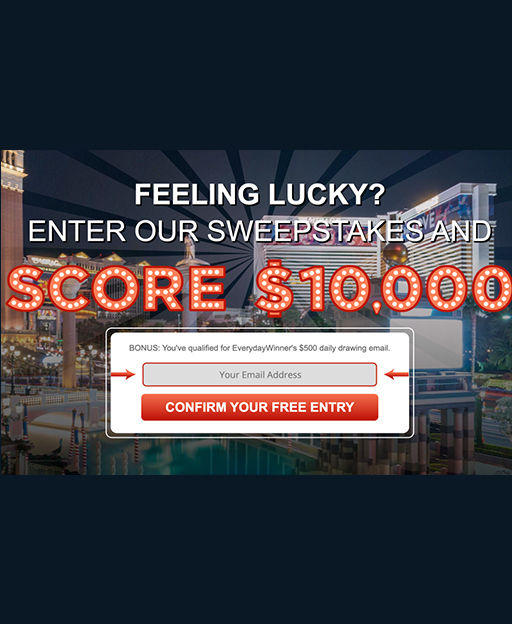 FEELING LUCKY?
ENTER OUR SWEEPSTAKES AND
SCORE $10,000
BONUS: You've qualified for EverydayWinner's $500 daily drawing email.
Your Email Address
CONFIRM YOUR FREE ENTRY